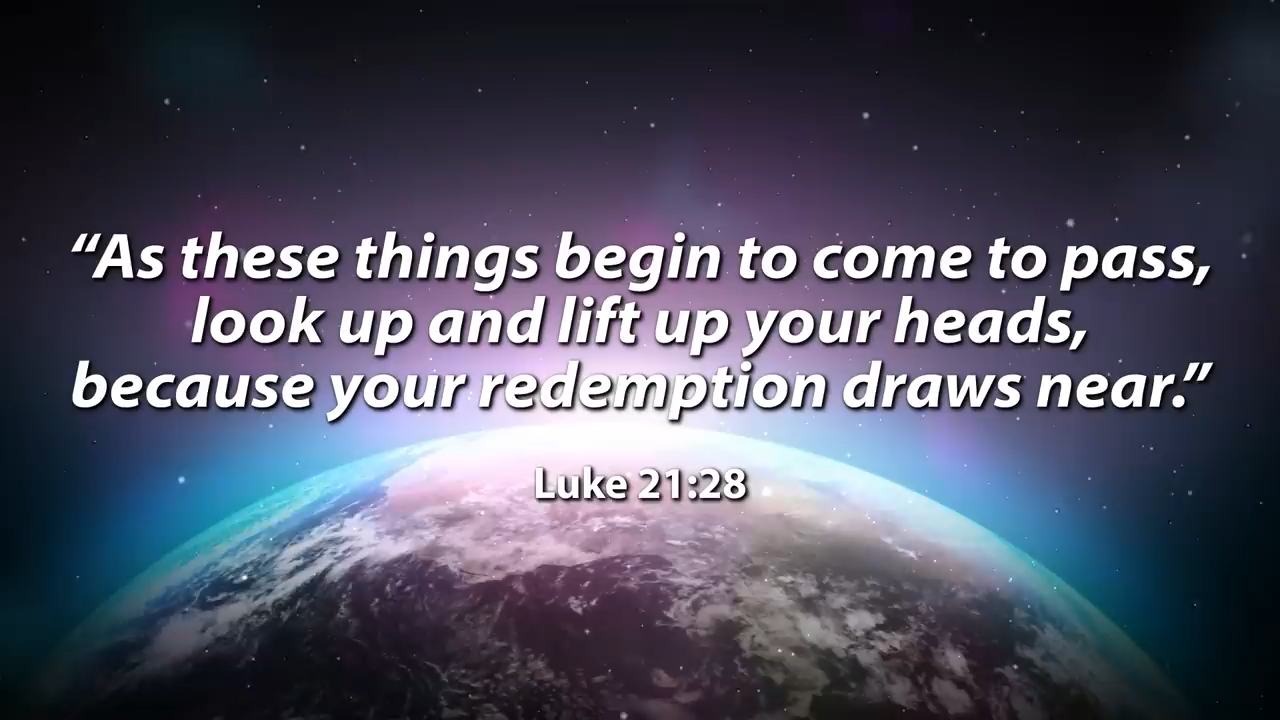 “As these things begin to come to pass,
look up and lift up your heads,
because your redemption draws near.”
Luke 21:28